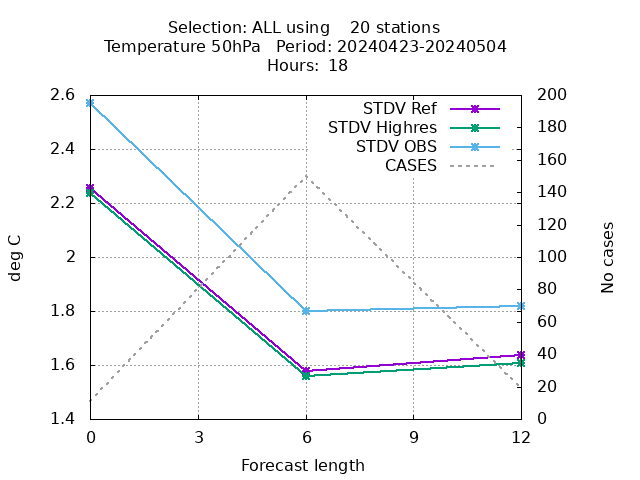 Selection: ALL using    20 stations
Temperature 50hPa   Period: 20240423-20240504
Hours:  18
2.6
2.4
2.2
2
1.8
1.6
1.4
deg C
STDV Ref
STDV Highres
STDV OBS
CASES
200
180
160
140
120
100
80
60
40
20
0
No cases
0 3 6 9 12
Forecast length